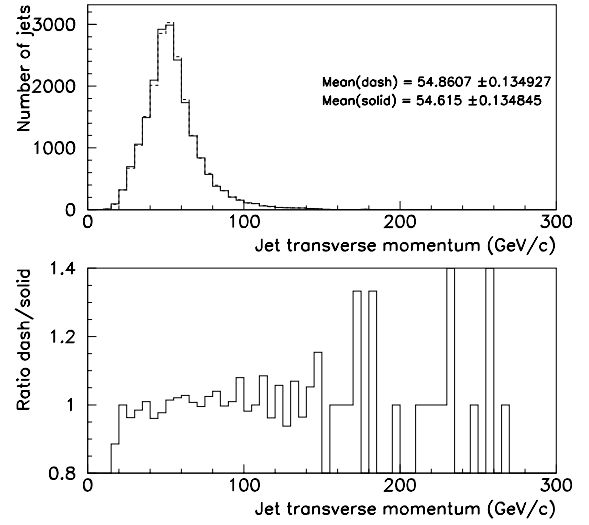 Number of jets
3000
2000
1000
0
Mean(dash) = 54.8607 ±0.134927
Mean(solid) = 54.615 ±0.134845
0 100 200 300
Jet transverse momentum (GeV/c)
Ratio dash/solid
1.4
1.2
1
0.8
0 100 200 300
Jet transverse momentum (GeV/c)